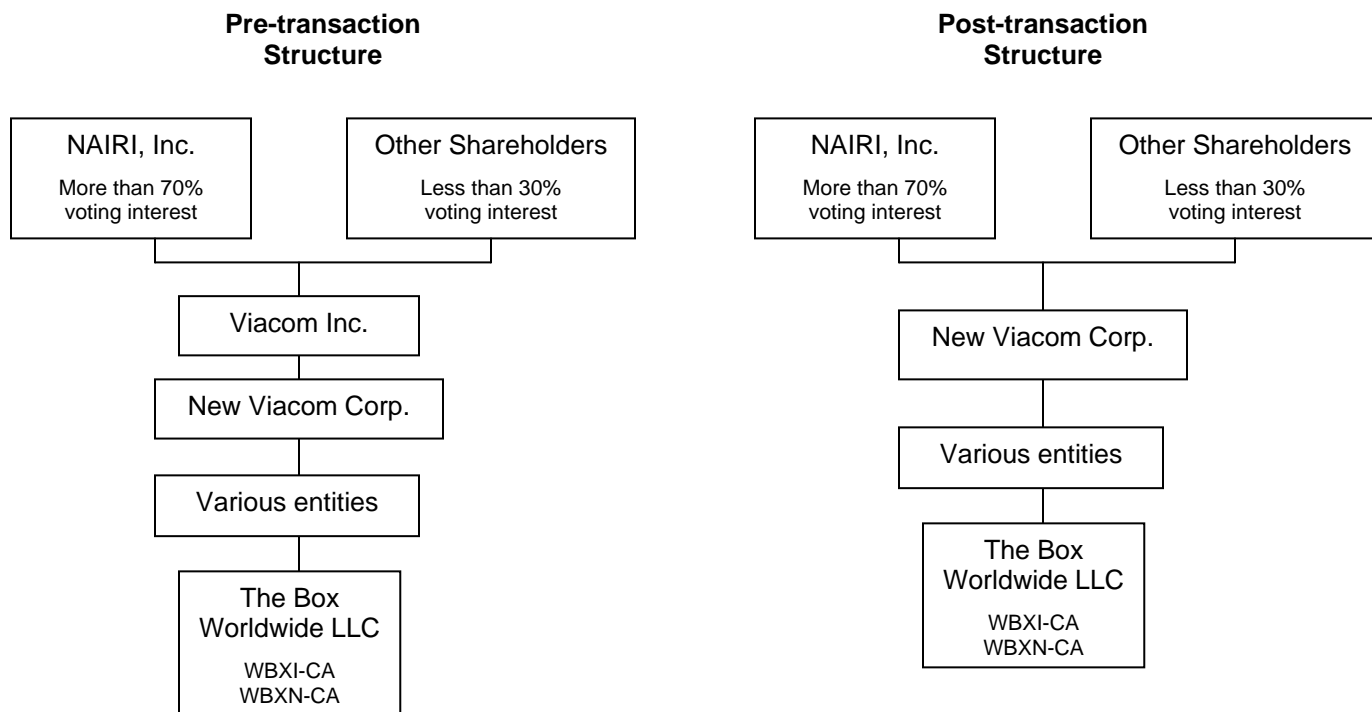 Pre-transaction
Structure
NAIRI, Inc.
More than 70%
voting interest
Other Shareholders
Less than 30%
voting interest
Viacom Inc.
New Viacom Corp.
Various entities
The Box
Worldwide LLC
WBXI-CA
WBXN-CA
Post-transaction
Structure
NAIRI, Inc.
More than 70%
voting interest
Other Shareholders
Less than 30%
voting interest
New Viacom Corp.
Various entities
The Box
Worldwide LLC
WBXI-CA
WBXN-CA